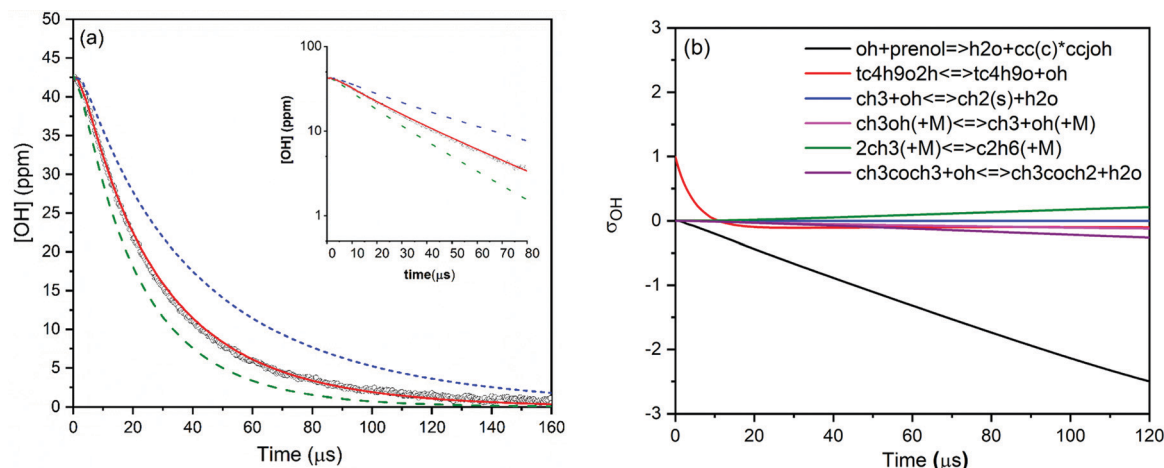 (a)
[OH] (ppm)
50
45
40
35
30
25
20
15
10
5
0
0 20 40 60 80 100 120 140 160
Time (μs)
[OH] (ppm)
100
10
1
0 10 20 30 40 50 60 70 80
time(μs)
(b)
σOH
3
2
1
0
-1
-2
-3
oh+prenol=>h2o+cc(c)*ccjoh
tc4h9o2h<=>tc4h9o+oh
ch3+oh<=>ch2(s)+h2o
ch3oh(+M)<=>ch3+oh(+M)
2ch3(+M)<=>c2h6(+M)
ch3coch3+oh<=>ch3coch2+h2o
0 20 40 60 80 100 120
Time (μs)